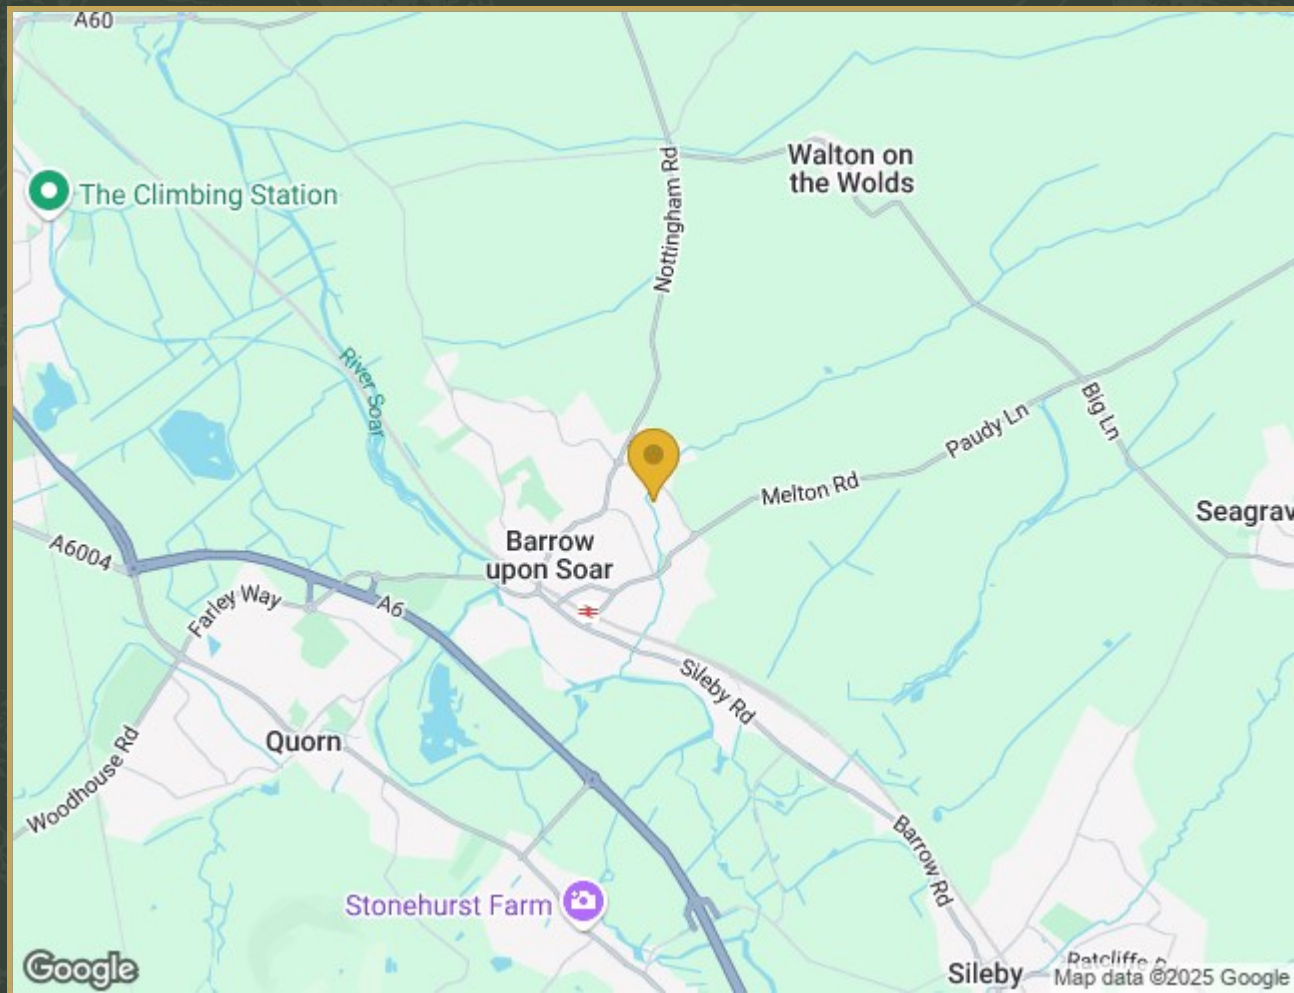 A60
The Climbing Station
Nottingham Rd
Walton on
the Wolds
River Soar
Big Ln
Paudy Ln
Melton Rd
Seagrav
Barrow
upon Soar
A6004
Farley Way
A6
Sileby Rd
Quorn
Woodhouse Rd
Barrow Rd
Stonehurst Farm
Sileby
Ratcliffe
Google
Map data ©2025 Google